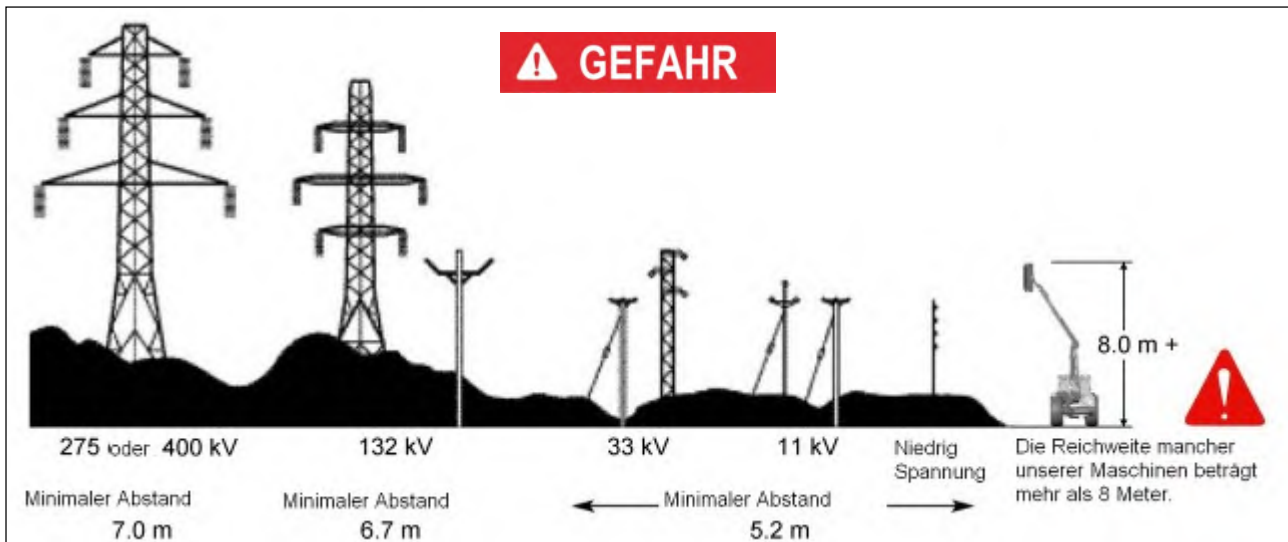 GEFAHR
8.0 m +
275 oder 400 kV
132 kV
33 kV
11 kV
Niedrig
Spannung
Die Reichweite mancher
unserer Maschinen beträgt
mehr als 8 Meter.
Minimaler Abstand
7.0 m
Minimaler Abstand
6.7 m
Minimaler Abstand
5.2 m